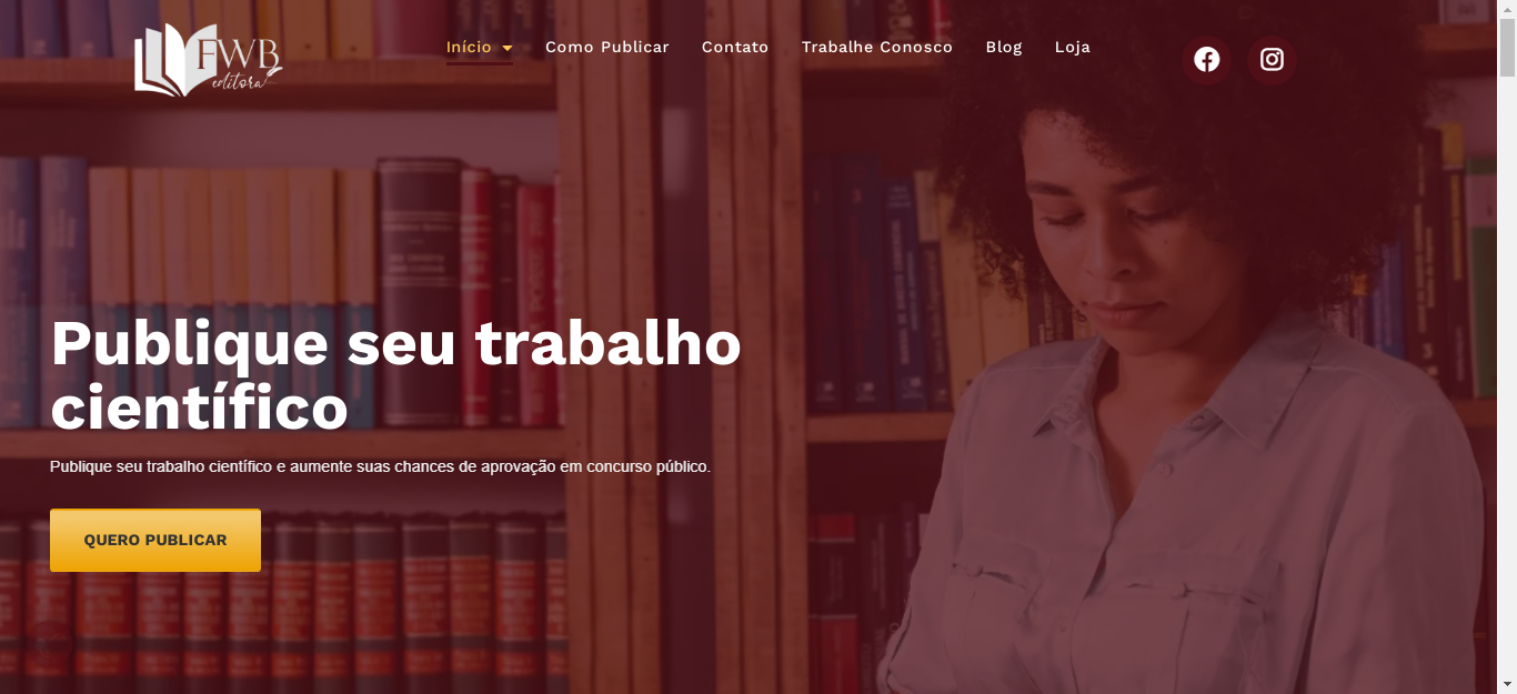 FWB
editora
Início
Como Publicar
Contato
Trabalhe Conosco
Blog
Loja
Publique seu trabalho
científico
Publique seu trabalho científico e aumente suas chances de aprovação em concurso público.
QUERO PUBLICAR